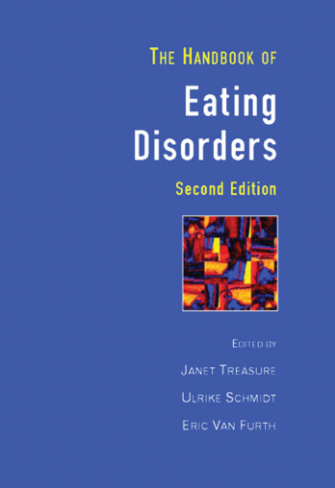 THE HANDBOOK OF
Eating
Disorders
Second Edition
EDITED BY
JANET TREASURE
ULRIKE SCHMIDT
ERIC VAN FURTH